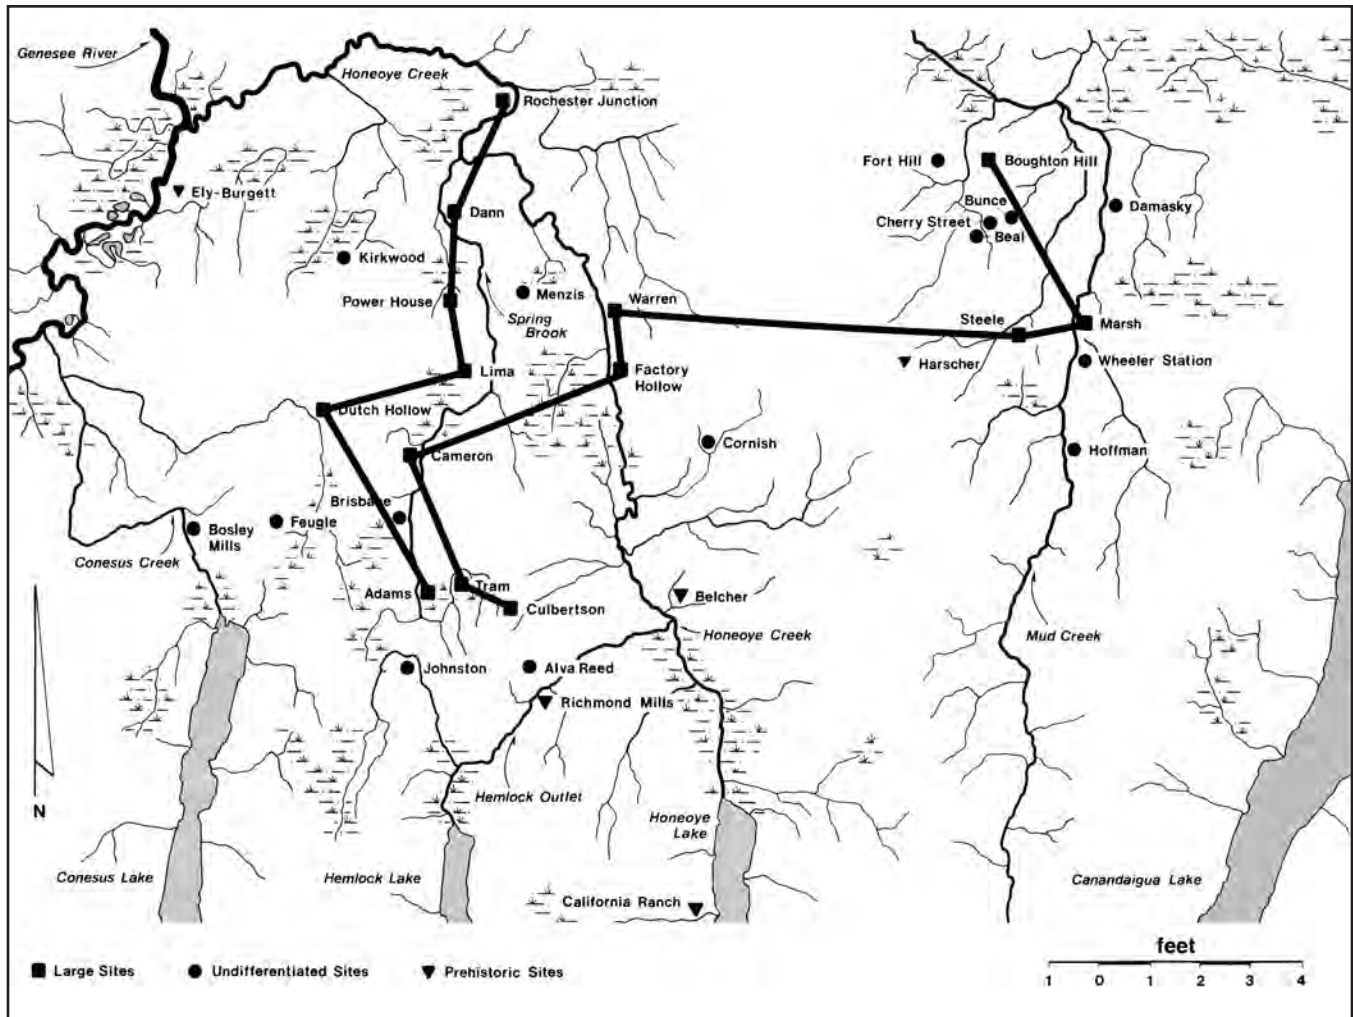 Genesee River
Honeoye Creek
Rochester Junction
Fort Hill
Boughton Hill
Ely-Burgett
Bunce
Damasky
Dann
Cherry Street
Beal
Kirkwood
Menzis
Power House
Warren
Spring
Brook
Steele
Marsh
Harscher
Wheeler Station
Lima
Factory
Hollow
Dutch Hollow
Cornish
Cameron
Hoffman
Brisbane
Feugle
Bosley
Mills
Conesus Creek
Adams
Tram
Culbertson
Belcher
Honeoye Creek
Mud Creek
Johnston
Alva Reed
Richmond Mills
Hemlock Outlet
N
Honeoye
Lake
Conesus Lake
Hemlock Lake
Canandaigua Lake
California Ranch
feet
1 0 1 2 3 4
Large Sites
Undifferentiated Sites
Prehistoric Sites